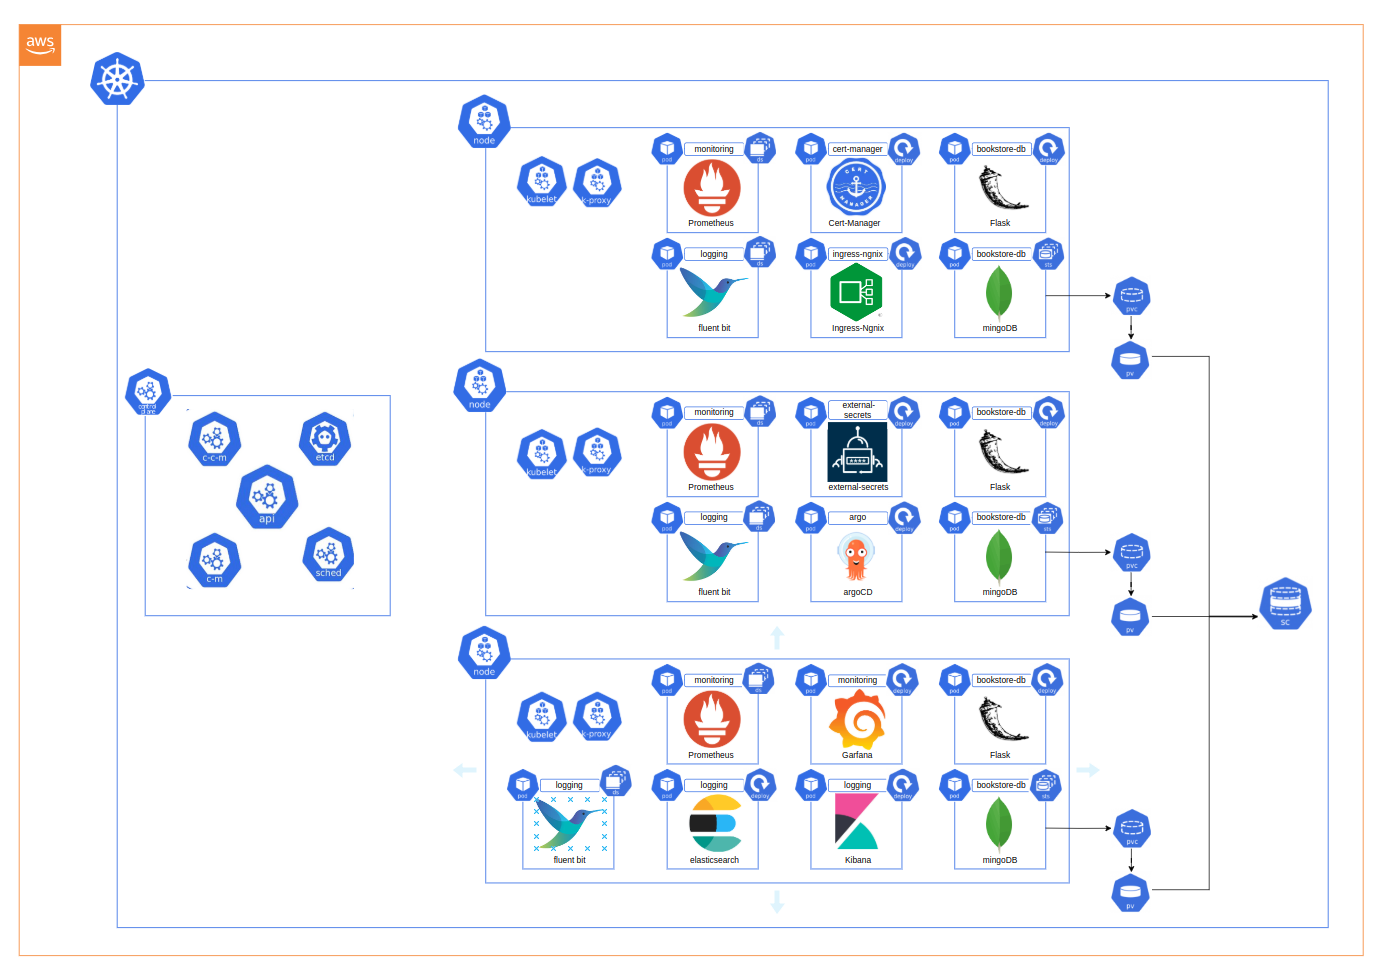 aws
node
kubelet
k-proxy
pod
monitoring
ds
Prometheus
pod
cert-manager
deploy
CERT
MANAGER
Cert-Manager
pod
bookstore-db
deploy
Flask
pod
logging
ds
fluent bit
pod
ingress-ngnix
deploy
Ingress-Ngnix
pod
bookstore-db
sts
mingoDB
pvc
pv
control
plane
c-c-m
etcd
api
c-m
sched
node
kubelet
k-proxy
pod
monitoring
ds
Prometheus
pod
external-
secrets
deploy
****
external-secrets
pod
bookstore-db
deploy
Flask
pod
logging
ds
fluent bit
pod
argo
deploy
argoCD
pod
bookstore-db
sts
mingoDB
pvc
pv
sc
node
kubelet
k-proxy
pod
monitoring
ds
Prometheus
pod
monitoring
deploy
Garfana
pod
bookstore-db
deploy
Flask
pod
logging
ds
fluent bit
pod
logging
deploy
elasticsearch
pod
logging
deploy
Kibana
pod
bookstore-db
sts
mingoDB
pvc
pv